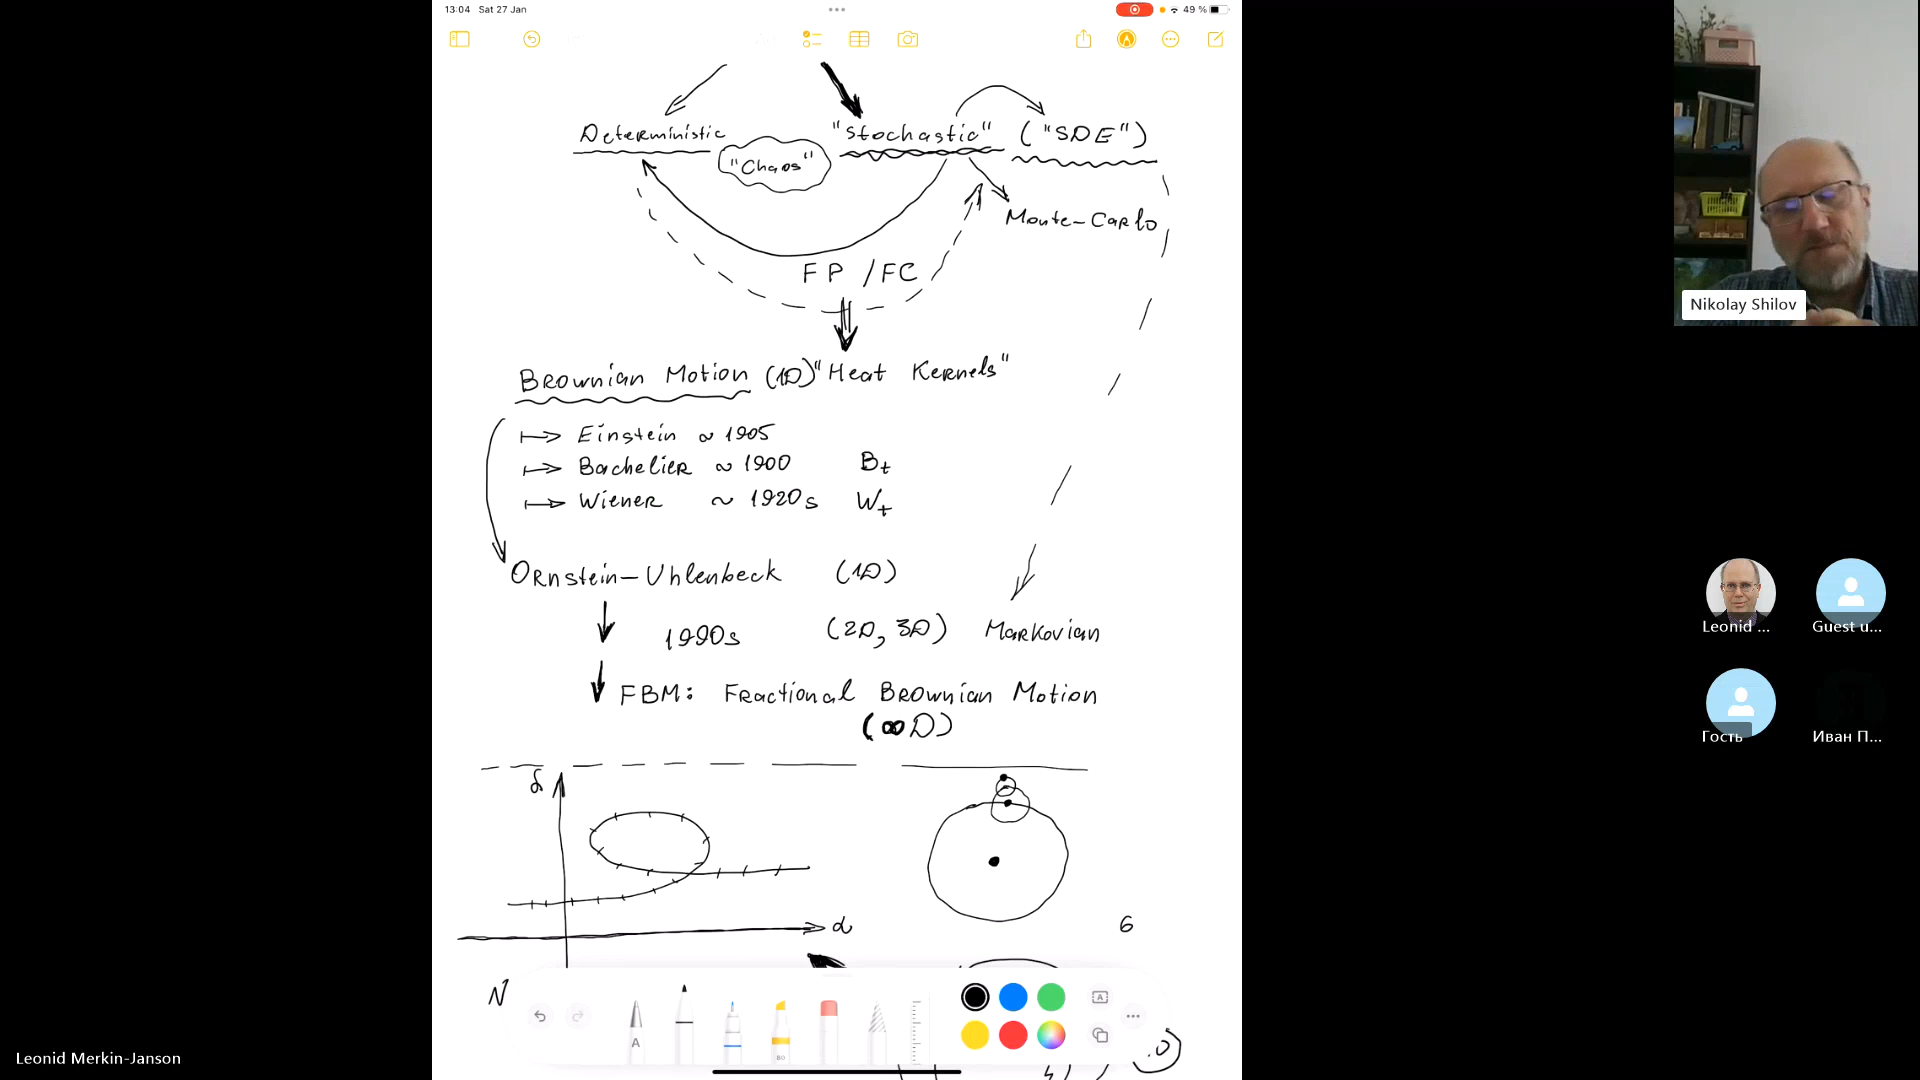 13:04 Sat 27 Jan
49 %
Deterministic
"Chaos"
"Stochastic" ("SDE")
Monte-Carlo
FP / FC
Brownian Motion (1D) "Heat Kernels"
Einstein ~ 1905
Bachelier ~ 1900 Bt
Wiener ~ 1920s Wt
Ornstein-Uhlenbeck (1D)
1990s (2D, 3D) Markovian
FBM: Fractional Brownian Motion
(∞D)
δ
α
6
N
A
80
A
Nikolay Shilov
Leonid ...
Guest u...
Гость
Иван П...
Leonid Merkin-Janson